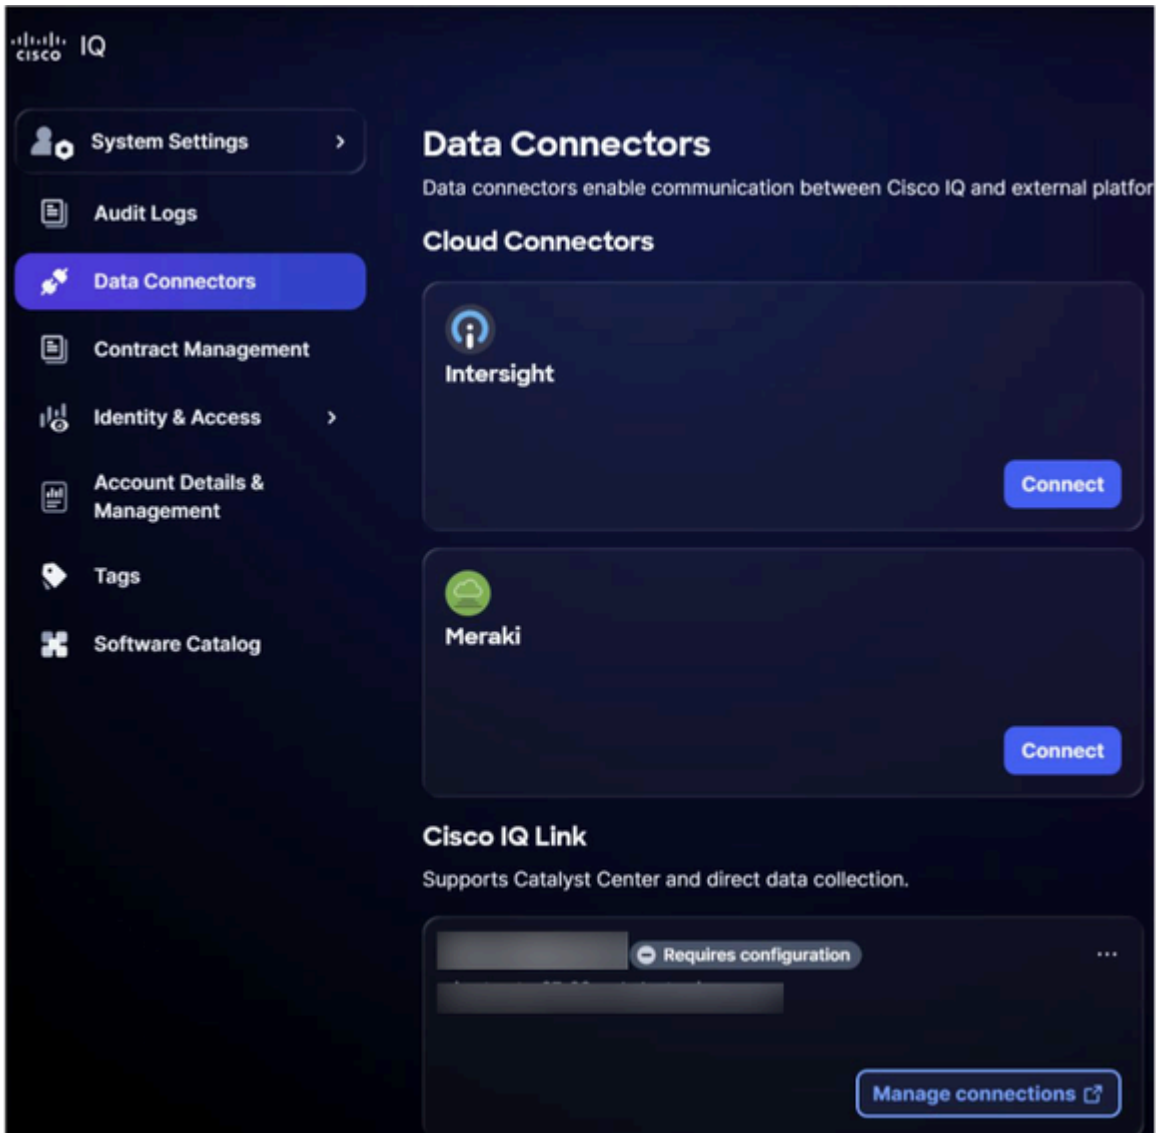 CISCO IQ
System Settings
Audit Logs
Data Connectors
Contract Management
Identity & Access
Account Details &
Management
Tags
Software Catalog
Data Connectors
Data connectors enable communication between Cisco IQ and external platfor
Cloud Connectors
Intersight
Connect
Meraki
Connect
Cisco IQ Link
Supports Catalyst Center and direct data collection.
Requires configuration
Manage connections